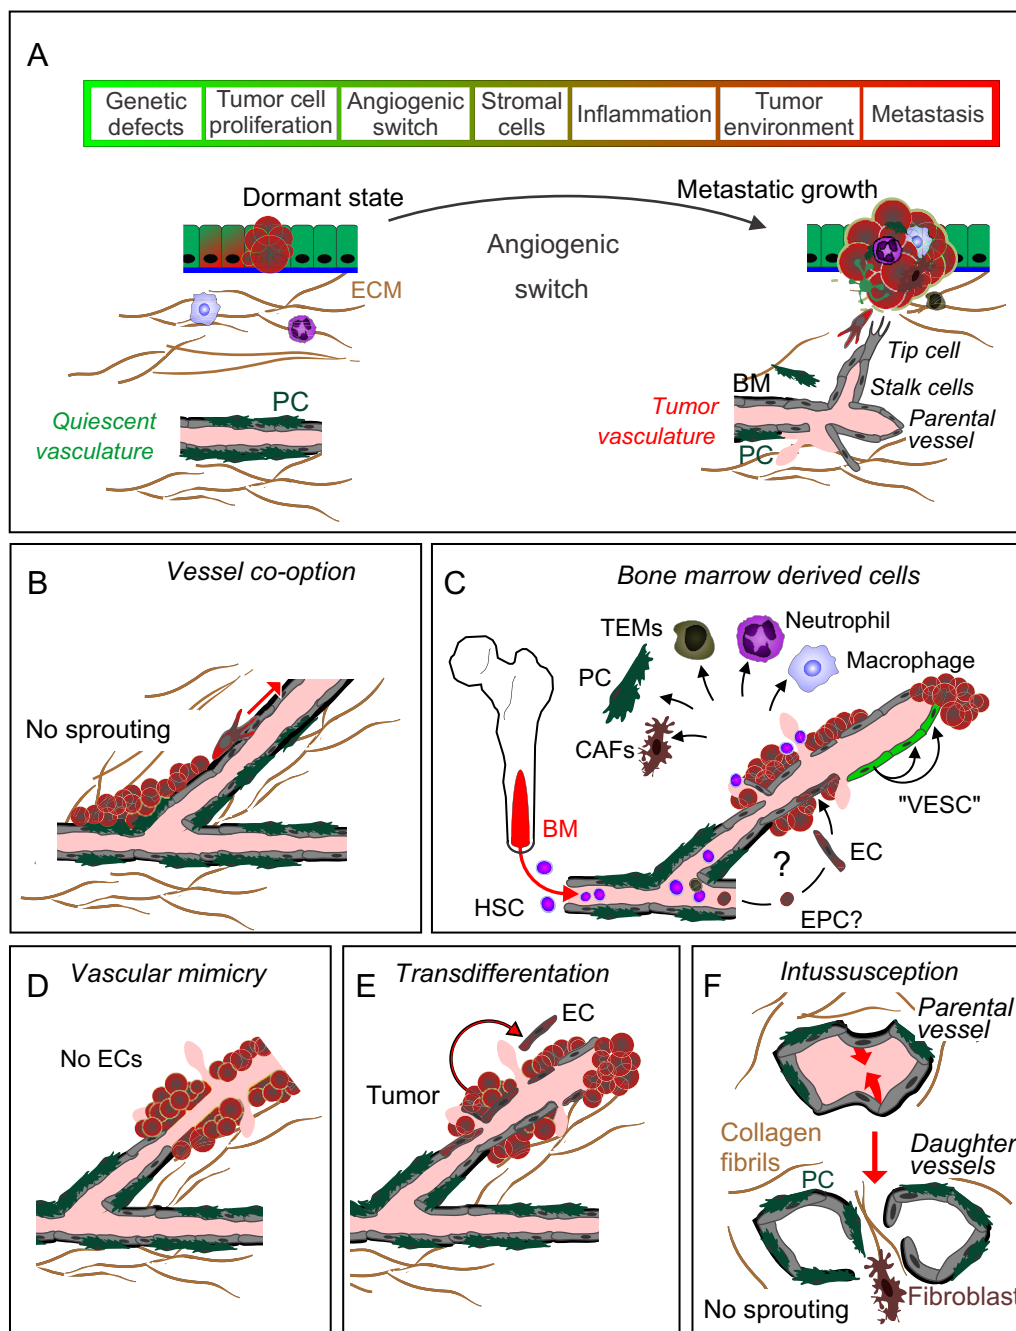 A
Genetic
defects
Tumor cell
proliferation
Angiogenic
switch
Stromal
cells
Inflammation
Tumor
environment
Metastasis
Dormant state
Metastatic growth
Angiogenic
switch
ECM
Tip cell
Stalk cells
BM
Parental
vessel
Tumor
vasculature
PC
PC
Quiescent
vasculature
B
Vessel co-option
No sprouting
C
Bone marrow derived cells
TEMs
Neutrophil
Macrophage
PC
CAFs
BM
HSC
"VESC"
EC
?
EPC?
D
Vascular mimicry
No ECs
E
Transdifferentation
EC
Tumor
F
Intussusception
Parental
vessel
Collagen
fibrils
Daughter
vessels
PC
No sprouting
Fibroblast